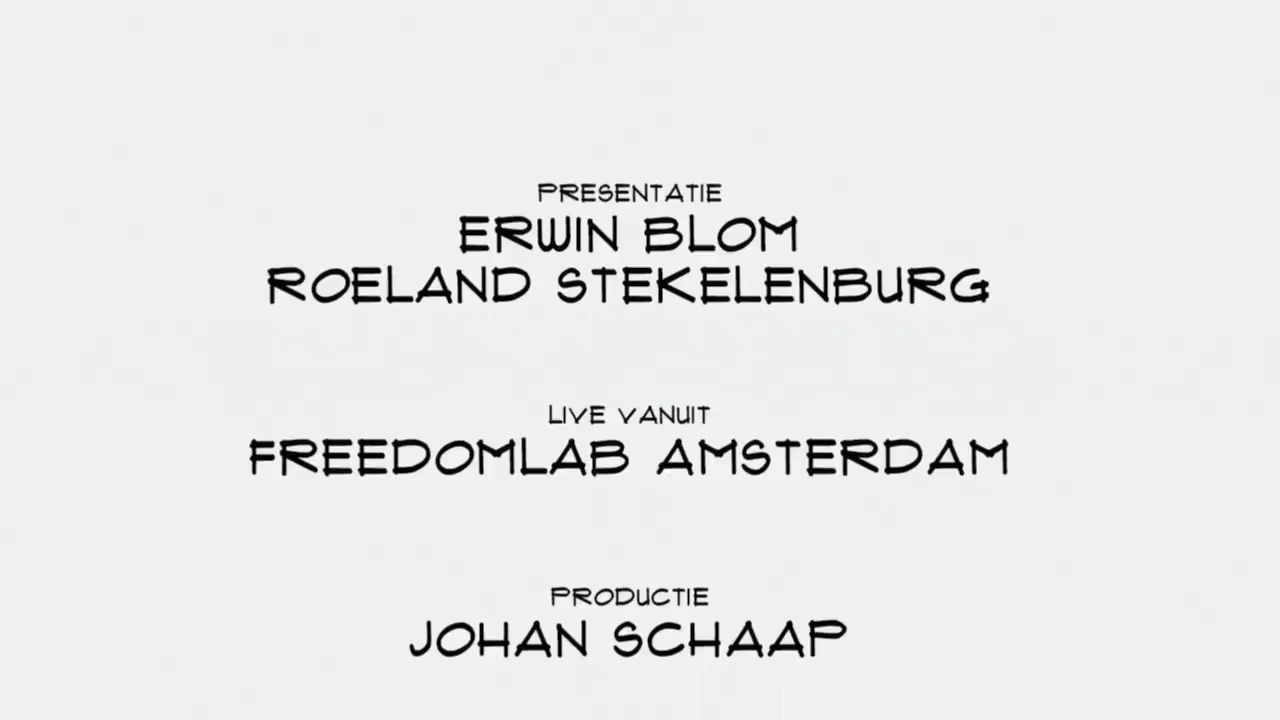 PRESENTATIE
ERWIN BLOM
ROELAND STEKELENBURG
LIVE VANUIT
FREEDOMLAB AMSTERDAM
PRODUCTIE
JOHAN SCHAAP